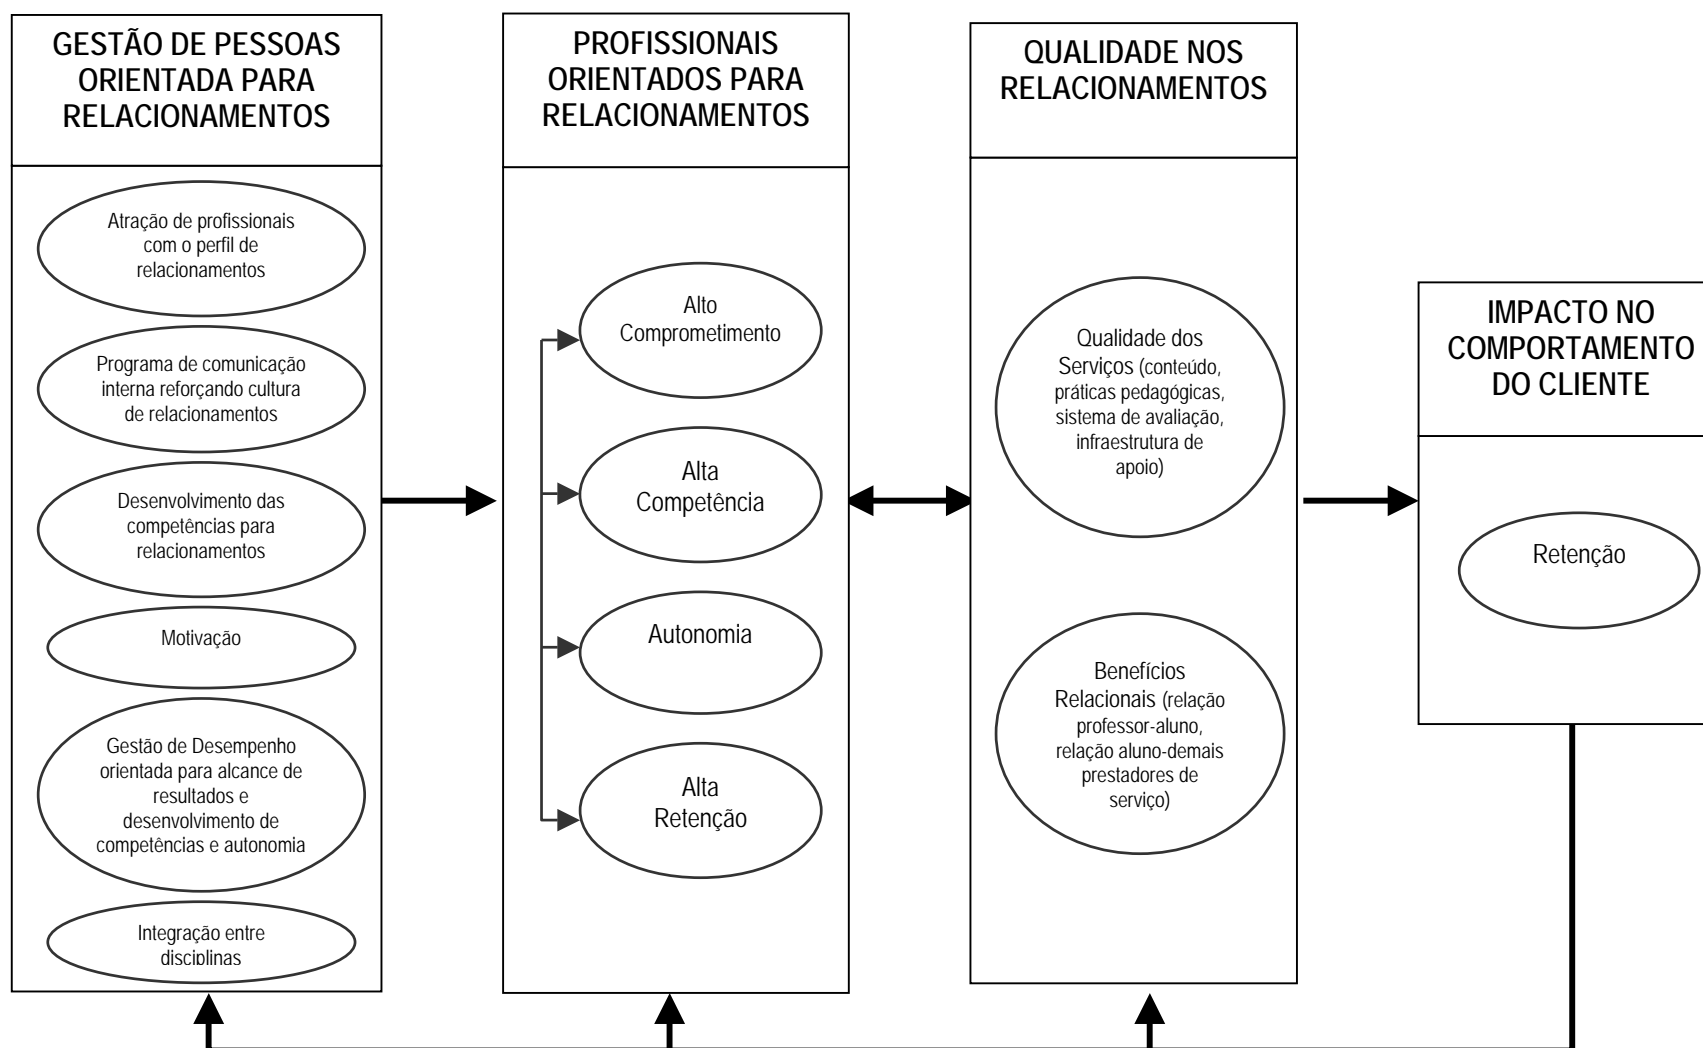 GESTÃO DE PESSOAS
ORIENTADA PARA
RELACIONAMENTOS
Atração de profissionais
com o perfil de
relacionamentos
Programa de comunicação
interna reforçando cultura
de relacionamentos
Desenvolvimento das
competências para
relacionamentos
Motivação
Gestão de Desempenho
orientada para alcance de
resultados e
desenvolvimento de
competências e autonomia
Integração entre
disciplinas
PROFISSIONAIS
ORIENTADOS PARA
RELACIONAMENTOS
Alto
Comprometimento
Alta
Competência
Autonomia
Alta
Retenção
QUALIDADE NOS
RELACIONAMENTOS
Qualidade dos
Serviços (conteúdo,
práticas pedagógicas,
sistema de avaliação,
infraestrutura de
apoio)
Benefícios
Relacionais (relação
professor-aluno,
relação aluno-demais
prestadores de
serviço)
IMPACTO NO
COMPORTAMENTO
DO CLIENTE
Retenção